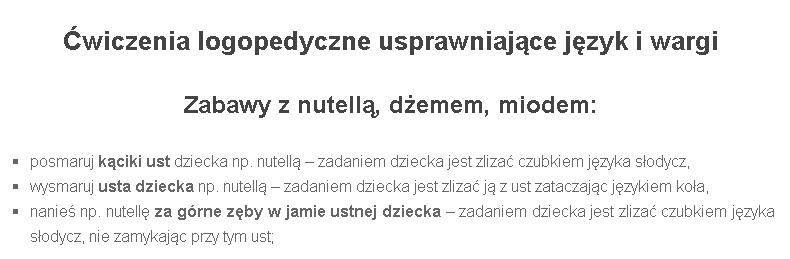 Ćwiczenia logopedyczne usprawniające język i wargi
Zabawy z nutellą, dżemem, miodem:
▪ posmaruj kąciki ust dziecka np. nutellą – zadaniem dziecka jest zlizać czubkiem języka słodycz,
▪ wysmaruj usta dziecka np. nutellą – zadaniem dziecka jest zlizać ją z ust zataczając językiem koła,
▪ nanieś np. nutellę za górne zęby w jamie ustnej dziecka – zadaniem dziecka jest zlizać czubkiem języka
słodycz, nie zamykając przy tym ust;